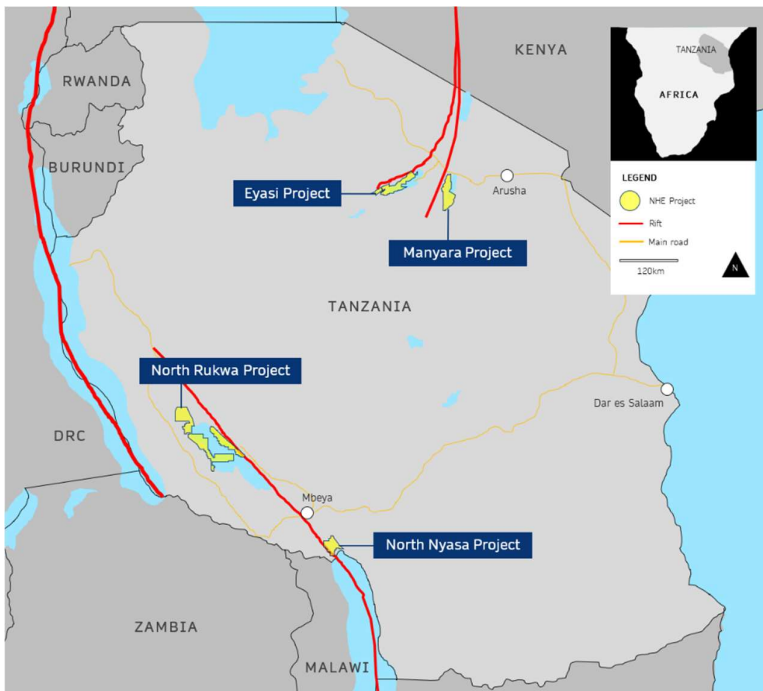 KENYA
RWANDA
BURUNDI
TANZANIA
AFRICA
LEGEND
NHE Project
Rift
Main road
120km
N
Eyasi Project
Arusha
Manyara Project
TANZANIA
North Rukwa Project
Dar es Salaam
DRC
Mbeya
North Nyasa Project
ZAMBIA
MALAWI